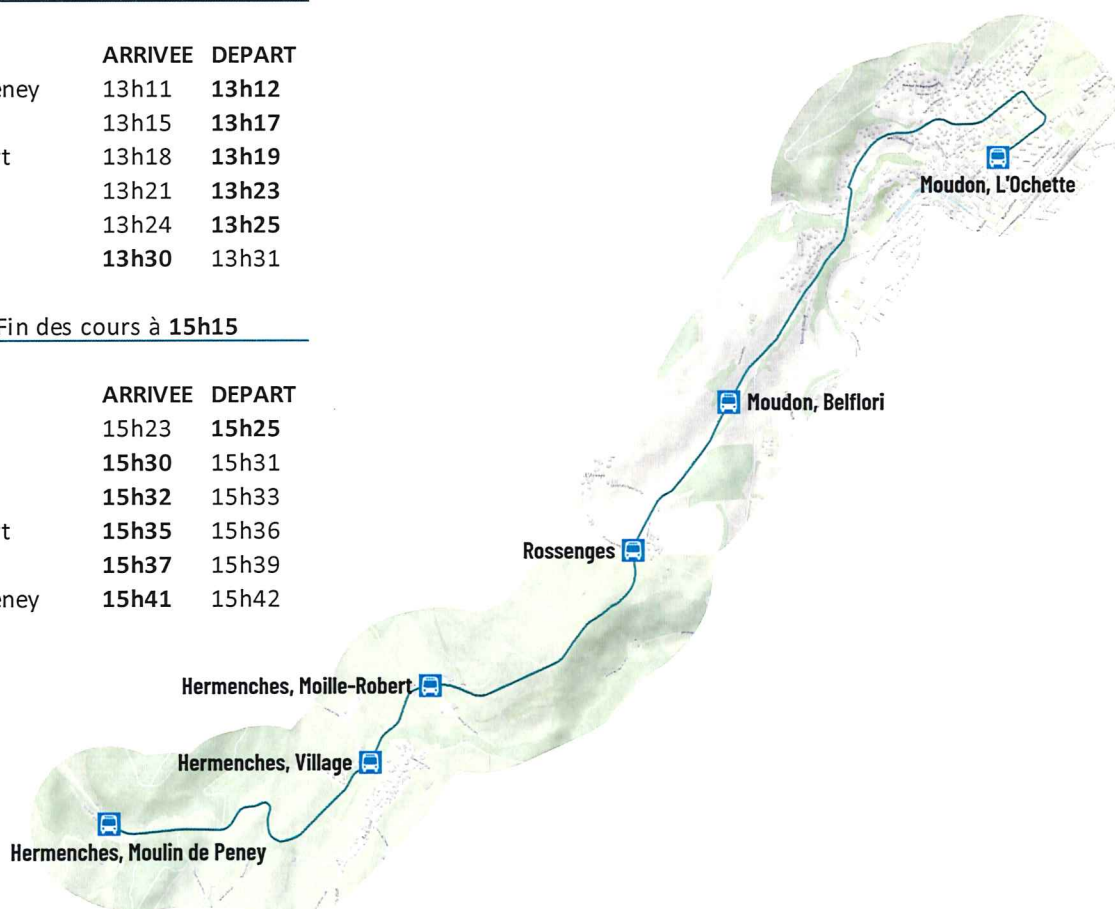 ARRIVEE DEPART
eney 13h11 13h12
13h15 13h17
rt 13h18 13h19
13h21 13h23
13h24 13h25
13h30 13h31
Fin des cours à 15h15
ARRIVEE DEPART
15h23 15h25
15h30 15h31
15h32 15h33
rt 15h35 15h36
15h37 15h39
eney 15h41 15h42
Moudon, L'Ochette
Moudon, Belflori
Rossenges
Hermenches, Moille-Robert
Hermenches, Village
Hermenches, Moulin de Peney